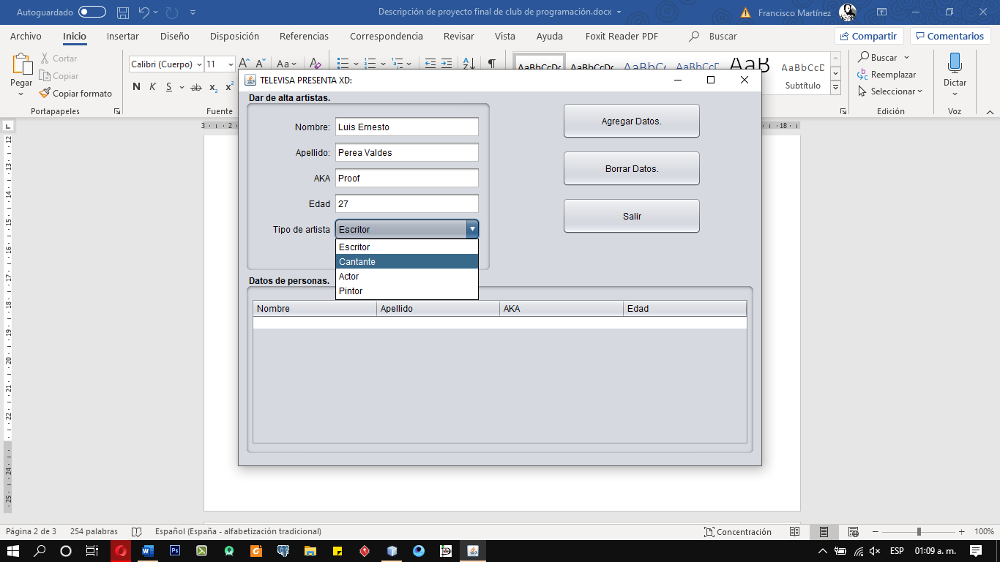 Autoguardado
Descripción de proyecto final de club de programación.docx
Francisco Martínez
Archivo Inicio Insertar Diseño Disposición Referencias Correspondencia Revisar Vista Ayuda Foxit Reader PDF Buscar
Compartir Comentarios
Pegar
Cortar
Copiar
Copiar formato
Portapapeles
Calibri (Cuerpo) 11
N K S ab x₂ x²
Fuente
AaBbCcDc AaBbCcDc AaBbCc AaBbCcC AaB AaBbCcD
Subtítulo
Buscar
Reemplazar
Seleccionar
Edición
Dictar
Voz
TELEVISA PRESENTA XD:
Dar de alta artistas.
Nombre: Luis Ernesto
Apellido: Perea Valdes
AKA Proof
Edad 27
Tipo de artista Escritor
Escritor
Cantante
Actor
Pintor
Agregar Datos.
Borrar Datos.
Salir
Datos de personas.
Nombre Apellido AKA Edad
Página 2 de 3 254 palabras Español (España - alfabetización tradicional) Concentración 100%
ESP 01:09 a. m.